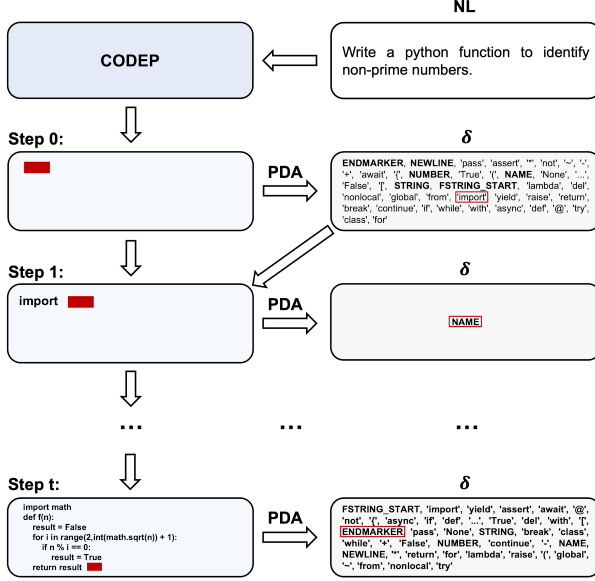 NL
CODEP
Write a python function to identify
non-prime numbers.
Step 0:
PDA
δ
ENDMARKER, NEWLINE, 'pass', 'assert', '*', 'not', '~', '-',
'+', 'await', '{', NUMBER, 'True', '(', NAME, 'None', '...',
'False', '[', STRING, FSTRING_START, 'lambda', 'del',
'nonlocal', 'global', 'from', 'import' 'yield', 'raise', 'return',
'break', 'continue', 'if', 'while', 'with', 'async', 'def', '@', 'try',
'class', 'for'
Step 1:
import
PDA
δ
NAME
...
...
...
Step t:
import math
def f(n):
result = False
for i in range(2,int(math.sqrt(n)) + 1):
if n % i == 0:
result = True
return result
PDA
δ
FSTRING_START, 'import', 'yield', 'assert', 'await', '@',
'not', '{', 'async', 'if', 'def', '...', 'True', 'del', 'with', '[',
ENDMARKER 'pass', 'None', STRING, 'break', 'class',
'while', '+', 'False', NUMBER, 'continue', '-', NAME,
NEWLINE, '*', 'return', 'for', 'lambda', 'raise', '(', 'global',
'~', 'from', 'nonlocal', 'try'